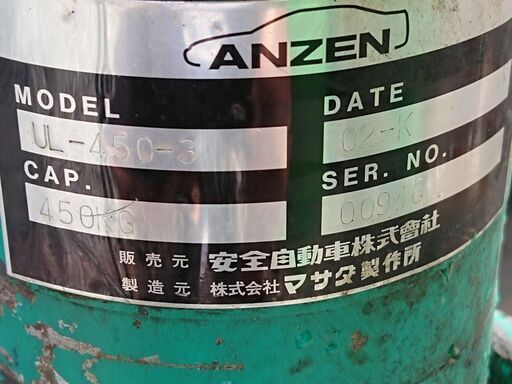 ANZEN
MODEL
UL-450-3
DATE
02-K
CAP.
450KG
SER. NO.
販売元 安全自動車株式會社
製造元 株式会社マサダ製作所